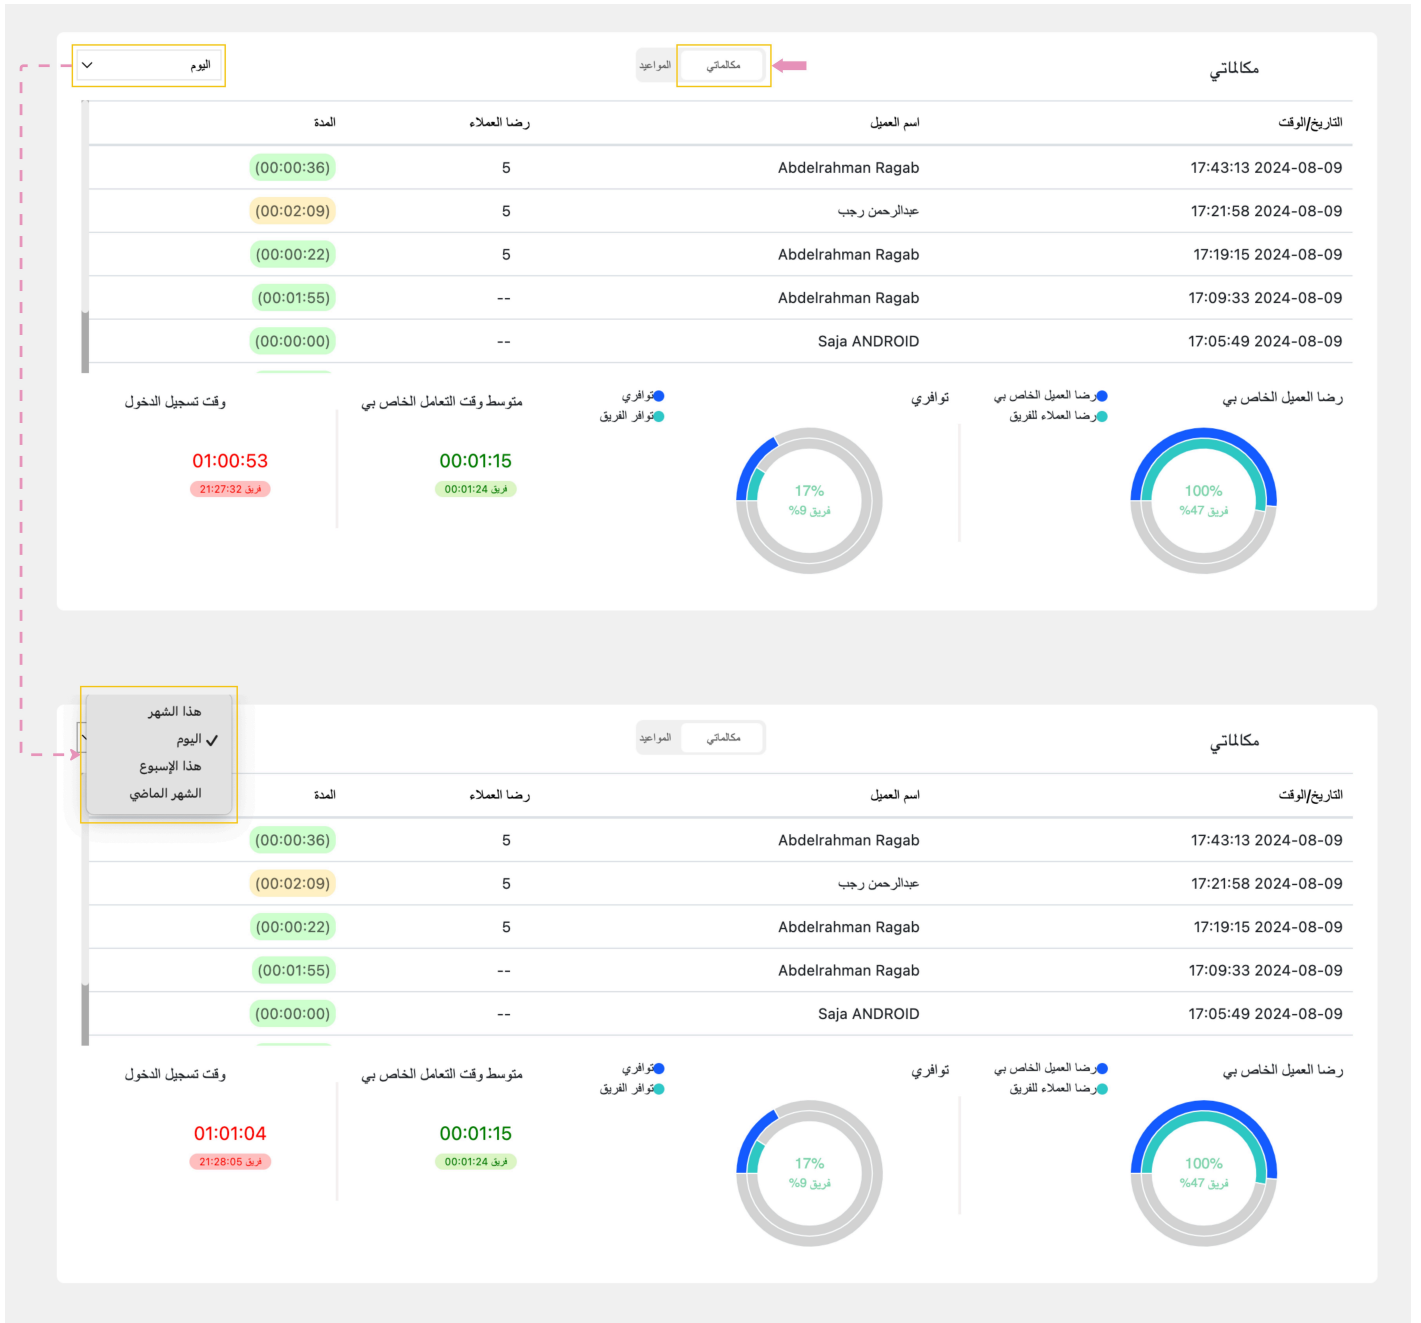 مكالماتي
مكالماتي المواعيد
اليوم
التاريخ/الوقت اسم العميل رضا العملاء المدة
17:43:13 2024-08-09 Abdelrahman Ragab 5 (00:00:36)
17:21:58 2024-08-09 عبدالرحمن رجب 5 (00:02:09)
17:19:15 2024-08-09 Abdelrahman Ragab 5 (00:00:22)
17:09:33 2024-08-09 Abdelrahman Ragab -- (00:01:55)
17:05:49 2024-08-09 Saja ANDROID -- (00:00:00)
رضا العميل الخاص بي
رضا العميل الخاص بي
رضا العملاء للفريق
100%
فريق 47%
توافري
توافري
توافر الفريق
17%
فريق 9%
متوسط وقت التعامل الخاص بي
00:01:15
فريق 00:01:24
وقت تسجيل الدخول
01:00:53
فريق 21:27:32
مكالماتي
مكالماتي المواعيد
هذا الشهر
✓ اليوم
هذا الإسبوع
الشهر الماضي
التاريخ/الوقت اسم العميل رضا العملاء المدة
17:43:13 2024-08-09 Abdelrahman Ragab 5 (00:00:36)
17:21:58 2024-08-09 عبدالرحمن رجب 5 (00:02:09)
17:19:15 2024-08-09 Abdelrahman Ragab 5 (00:00:22)
17:09:33 2024-08-09 Abdelrahman Ragab -- (00:01:55)
17:05:49 2024-08-09 Saja ANDROID -- (00:00:00)
رضا العميل الخاص بي
رضا العميل الخاص بي
رضا العملاء للفريق
100%
فريق 47%
توافري
توافري
توافر الفريق
17%
فريق 9%
متوسط وقت التعامل الخاص بي
00:01:15
فريق 00:01:24
وقت تسجيل الدخول
01:01:04
فريق 21:28:05